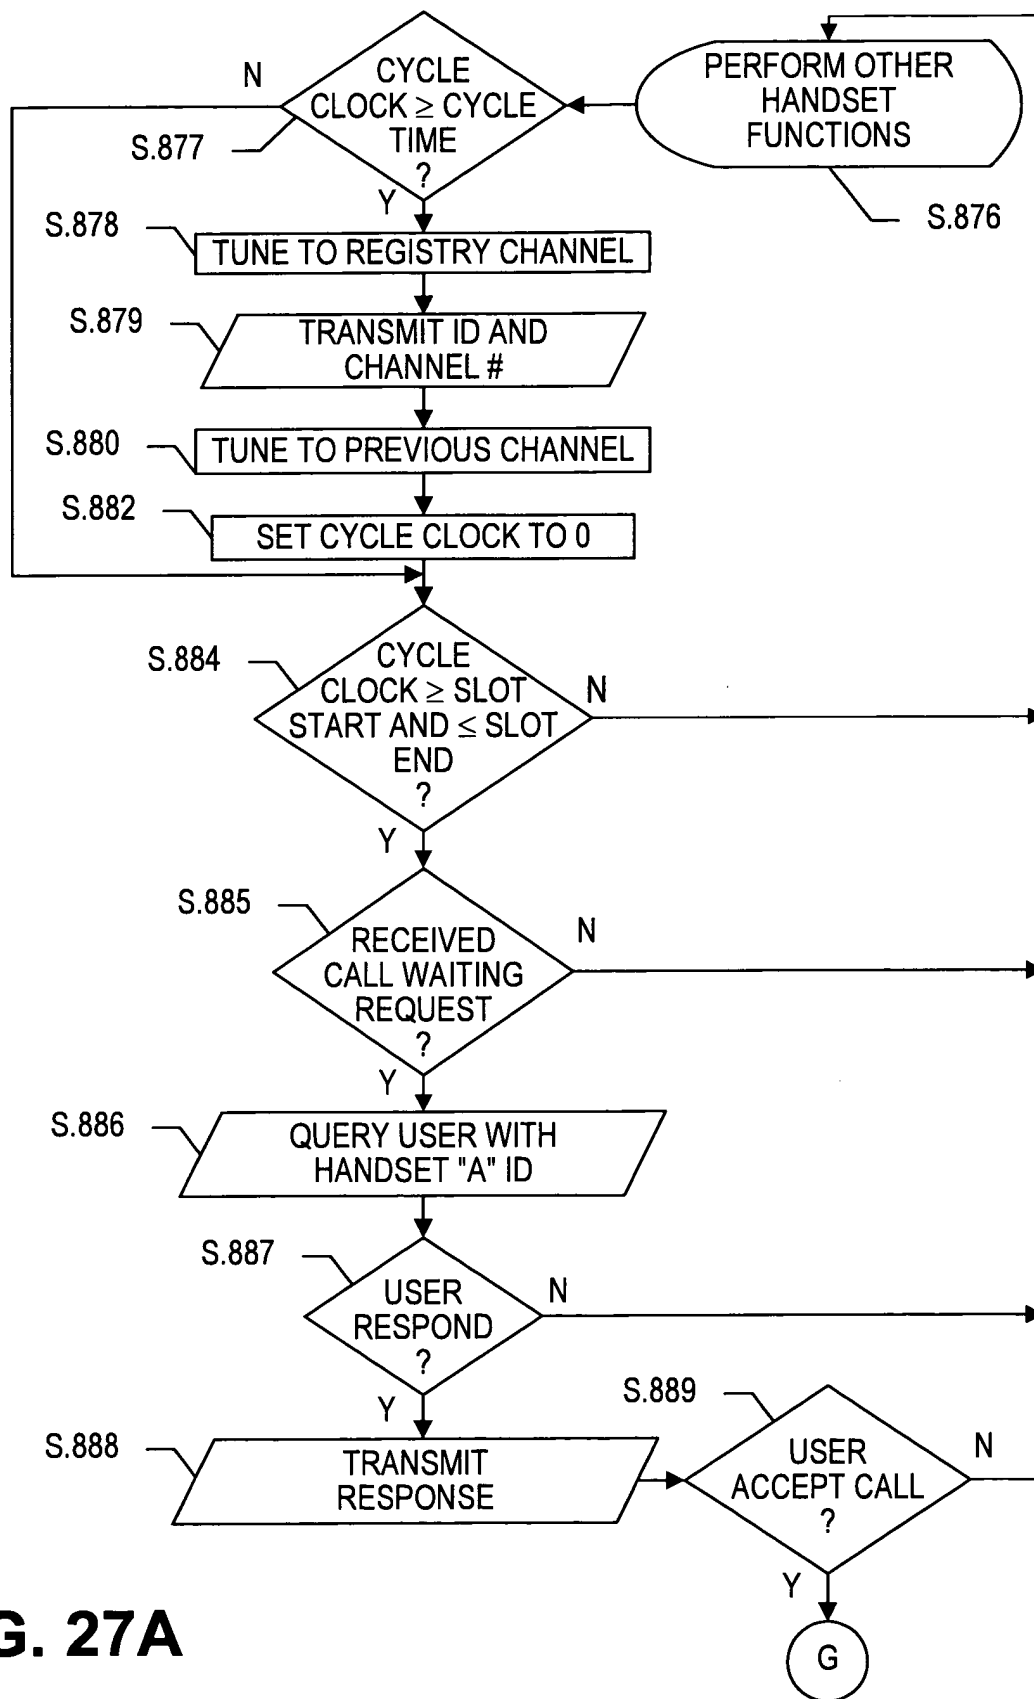 PERFORM OTHER
HANDSET
FUNCTIONS
S.876
CYCLE
CLOCK ≥ CYCLE
TIME
?
N
S.877
Y
S.878
TUNE TO REGISTRY CHANNEL
S.879
TRANSMIT ID AND
CHANNEL #
S.880
TUNE TO PREVIOUS CHANNEL
S.882
SET CYCLE CLOCK TO 0
S.884
CYCLE
CLOCK ≥ SLOT
START AND ≤ SLOT
END
?
N
Y
S.885
RECEIVED
CALL WAITING
REQUEST
?
N
Y
S.886
QUERY USER WITH
HANDSET "A" ID
S.887
USER
RESPOND
?
N
Y
S.888
TRANSMIT
RESPONSE
S.889
USER
ACCEPT CALL
?
N
Y
G
G. 27A